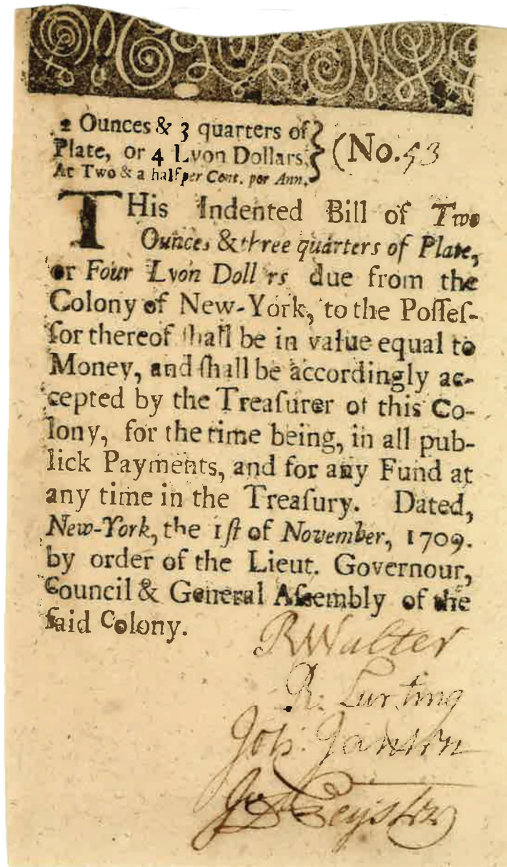 2 Ounces & 3 quarters of
Plate, or 4 Lyon Dollars,
At Two & a half per Cent. per Ann.
(No. 53
THis Indented Bill of Two
Ounces & three quarters of Plate,
or Four Lyon Doll rs due from the
Colony of New-York, to the Poſſeſ-
ſor thereof ſhall be in value equal to
Money, and ſhall be accordingly ac-
cepted by the Treaſurer of this Co-
lony, for the time being, in all pub-
lick Payments, and for any Fund at
any time in the Treaſury. Dated,
New-York, the 1ſt of November, 1709.
by order of the Lieut. Governour,
Council & General Aſſembly of the
ſaid Colony.
R Walter
R. Lurting
Joh: Jansen